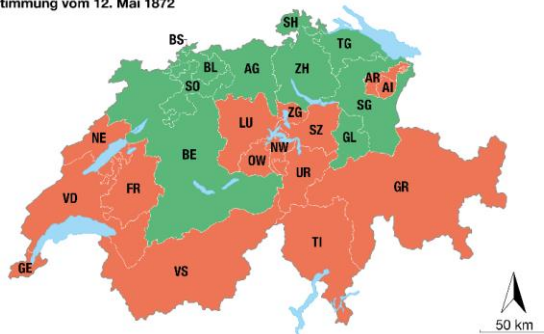 timmung vom 12. Mai 1872
SH
BS
TG
BL
AG
ZH
SO
AR
AI
SG
ZG
LU
SZ
NE
GL
NW
BE
OW
UR
FR
GR
VD
TI
GE
VS
50 km